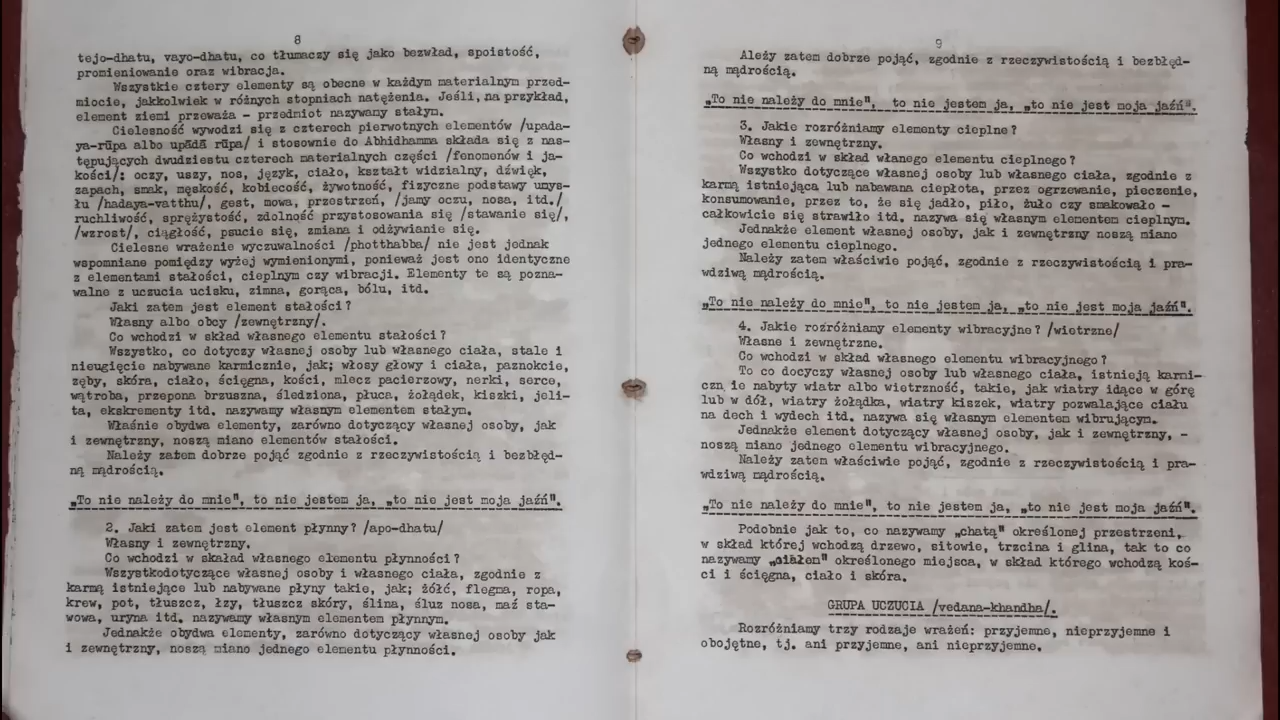 8
tejo-dhatu, vayo-dhatu, co tłumaczy się jako bezwład, spoistość,
promieniowanie oraz wibracja.
Wszystkie cztery elementy są obecne w każdym materialnym przed-
miocie, jakkolwiek w różnych stopniach natężenia. Jeśli, na przykład,
element ziemi przeważa - przedmiot nazywamy stałym.
Cielesność wywodzi się z czterech pierwotnych elementów /upada-
ya-rūpa albo upādā rūpa/ i stosownie do Abhidhamma składa się z nas-
tępujących dwudziestu czterech materialnych części /fenomenów i ja-
kości/: oczy, uszy, nos, język, ciało, kształt widzialny, dźwięk,
zapach, smak, męskość, kobiecość, żywotność, fizyczne podstawy umys-
łu /hadaya-vatthu/, gest, mowa, przestrzeń, /jamy oczu, nosa, itd./
ruchliwość, sprężystość, zdolność przystosowania się /stawanie się/,
/wzrost/, ciągłość, psucie się, zmiana i odżywianie się.
Cielesne wrażenie wyczuwalności /photthabba/ nie jest jednak
wspomniane pomiędzy wyżej wymienionymi, ponieważ jest ono identyczne
z elementami stałości, cieplnym czy wibracji. Elementy te są pozna-
walne z uczucia ucisku, zimna, gorąca, bólu, itd.
Jaki zatem jest element stałości?
Własny albo obcy /zewnętrzny/.
Co wchodzi w skład własnego elementu stałości?
Wszystko, co dotyczy własnej osoby lub własnego ciała, stale i
nieugięcie nabywane karmicznie, jak; włosy głowy i ciała, paznokcie,
zęby, skóra, ciało, ścięgna, kości, mlecz pacierzowy, nerki, serce,
wątroba, przepona brzuszna, śledziona, płuca, żołądek, kiszki, jeli-
ta, ekskrementy itd. nazywamy własnym elementem stałym.
Właśnie obydwa elementy, zarówno dotyczący własnej osoby, jak
i zewnętrzny, noszą miano elementów stałości.
Należy zatem dobrze pojąć zgodnie z rzeczywistością i bezbłęd-
ną mądrością.
„To nie należy do mnie", to nie jestem ja, „to nie jest moja jaźń".
2. Jaki zatem jest element płynny? /apo-dhatu/
Własny i zewnętrzny.
Co wchodzi w skaład własnego elementu płynności?
Wszystkodotyczące własnej osoby i własnego ciała, zgodnie z
karmą istniejące lub nabywane płyny takie, jak; żółć, flegma, ropa,
krew, pot, tłuszcz, łzy, tłuszcz skóry, ślina, śluz nosa, maź sta-
wowa, uryna itd. nazywamy własnym elementem płynnym.
Jednakże obydwa elementy, zarówno dotyczący własnej osoby jak
i zewnętrzny, noszą miano jednego elementu płynności.
9
Ależy zatem dobrze pojąć, zgodnie z rzeczywistością i bezbłęd-
ną mądrością.
„To nie należy do mnie", to nie jestem ja, „to nie jest moja jaźń".
3. Jakie rozróżniamy elementy cieplne?
Własny i zewnętrzny.
Co wchodzi w skład włanego elementu cieplnego?
Wszystko dotyczące własnej osoby lub własnego ciała, zgodnie z
karmą istniejąca lub nabawana ciepłota, przez ogrzewanie, pieczenie,
konsumowanie, przez to, że się jadło, piło, żuło czy smakowało -
całkowicie się strawiło itd. nazywa się własnym elementem cieplnym.
Jednakże element własnej osoby, jak i zewnętrzny noszą miano
jednego elementu cieplnego.
Należy zatem właściwie pojąć, zgodnie z rzeczywistością i pra-
wdziwą mądrością.
„To nie należy do mnie", to nie jestem ja, „to nie jest moja jaźń".
4. Jakie rozróżniamy elementy wibracyjne? /wietrzne/
Własne i zewnętrzne.
Co wchodzi w skład własnego elementu wibracyjnego?
To co docyczy własnej osoby lub własnego ciała, istnieją karmi-
czn ie nabyty wiatr albo wietrzność, takie, jak wiatry idące w górę
lub w dół, wiatry żołądka, wiatry kiszek, wiatry pozwalające ciału
na dech i wydech itd. nazywa się własnym elementem wibrującym.
Jednakże element dotyczący własnej osoby, jak i zewnętrzny, -
noszą miano jednego elementu wibracyjnego.
Należy zatem właściwie pojąć, zgodnie z rzeczywistością i pra-
wdziwą mądrością.
„To nie należy do mnie", to nie jestem ja, „to nie jest moja jaźń".
Podobnie jak to, co nazywamy „chatą" określonej przestrzeni,
w skład której wchodzą drzewo, sitowie, trzcina i glina, tak to co
nazywamy „ciałem" określonego miejsca, w skład którego wchodzą koś-
ci i ścięgna, ciało i skóra.
GRUPA UCZUCIA /vedana-khandha/.
Rozróżniamy trzy rodzaje wrażeń: przyjemne, nieprzyjemne i
obojętne, tj. ani przyjemne, ani nieprzyjemne.